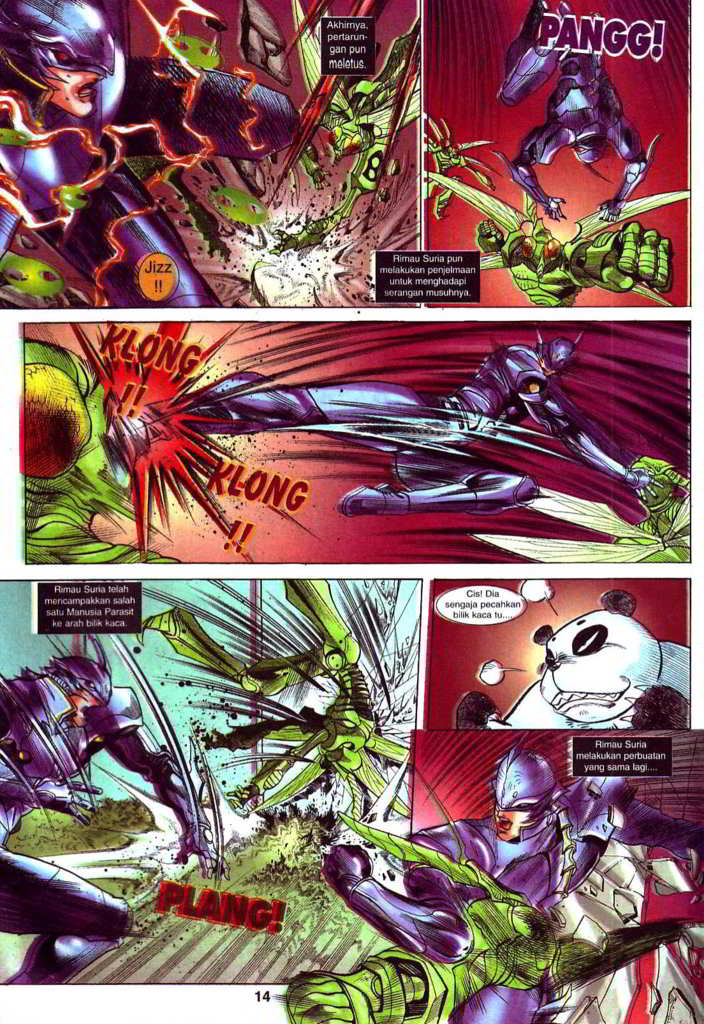 Akhirnya,
pertarun-
gan pun
meletus.
Jizz
!!
PANGG!
Rimau Suria pun
melakukan penjelmaan
untuk menghadapi
serangan musuhnya.
KLONG
!!
KLONG
!!
Rimau Suria telah
mencampakkan salah
satu Manusia Parasit
ke arah bilik kaca.
PLANG!
Cis! Dia
sengaja pecahkan
bilik kaca tu....
Rimau Suria
melakukan perbuatan
yang sama lagi....
14